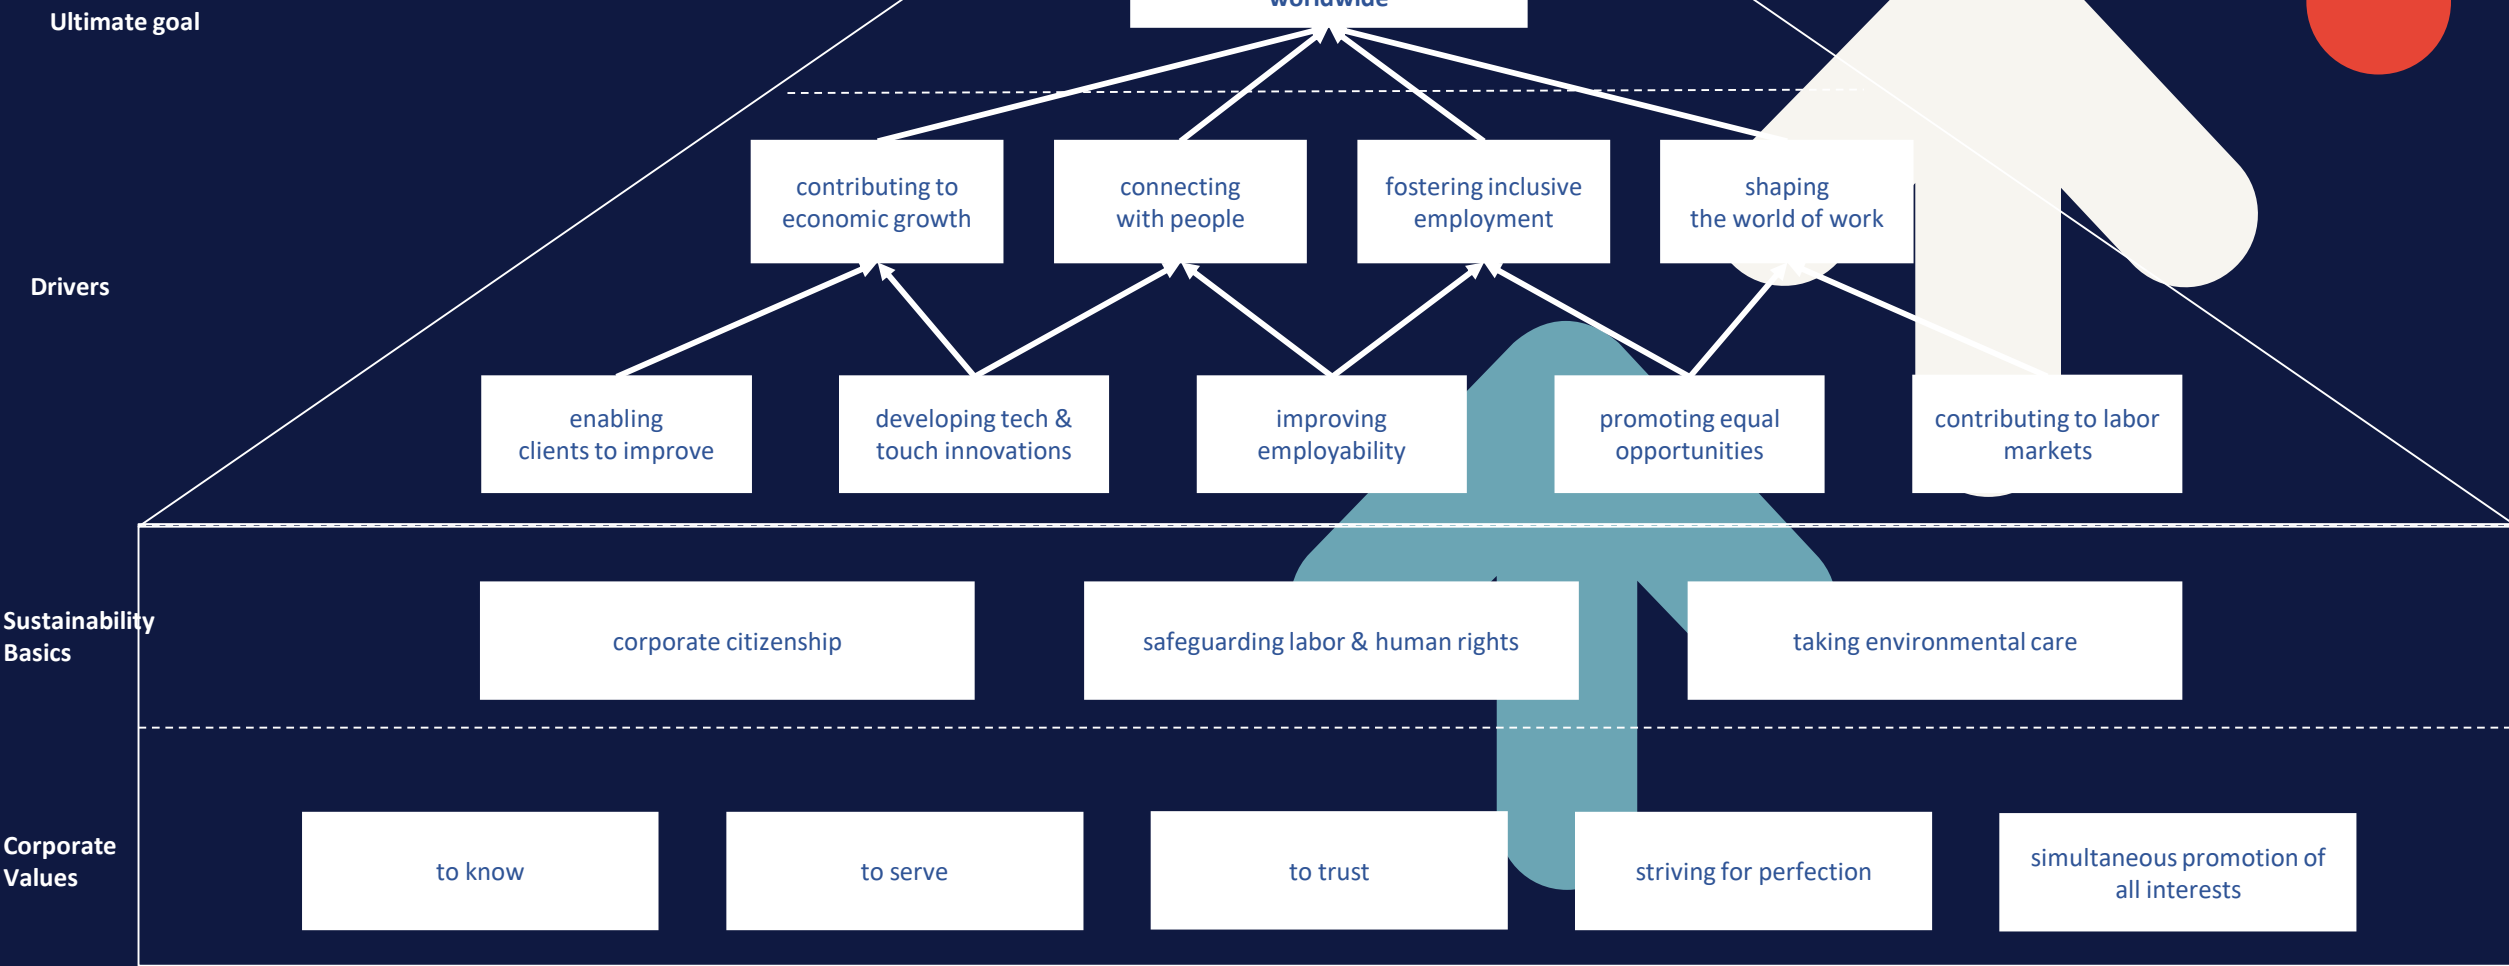 worldwide
Ultimate goal
contributing to
economic growth
connecting
with people
fostering inclusive
employment
shaping
the world of work
Drivers
enabling
clients to improve
developing tech &
touch innovations
improving
employability
promoting equal
opportunities
contributing to labor
markets
Sustainability
Basics
corporate citizenship
safeguarding labor & human rights
taking environmental care
Corporate
Values
to know
to serve
to trust
striving for perfection
simultaneous promotion of
all interests